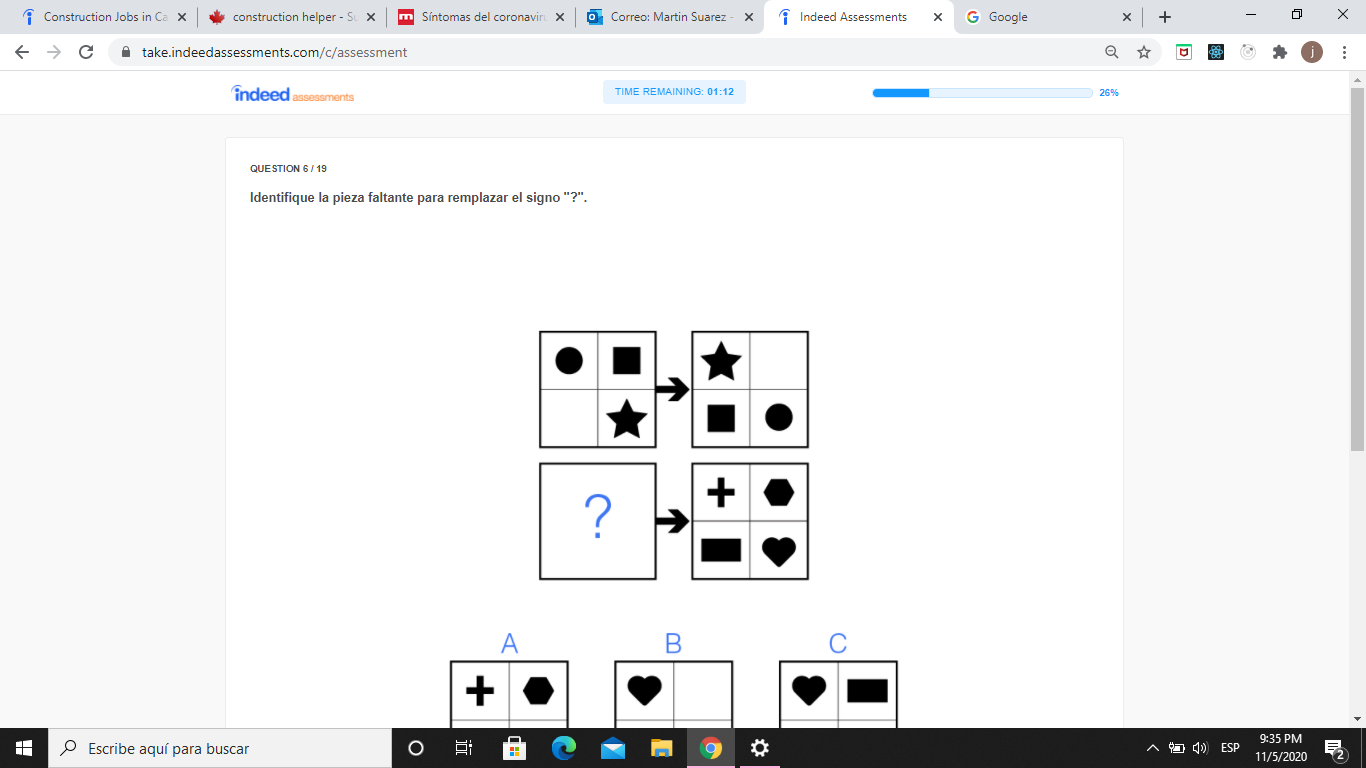 Construction Jobs in Ca
construction helper - Su
Síntomas del coronaviru
Correo: Martin Suarez -
Indeed Assessments
Google
take.indeedassessments.com/c/assessment
j
indeed assessments
TIME REMAINING: 01:12
26%
QUESTION 6 / 19
Identifique la pieza faltante para remplazar el signo "?".
?
A B C
Escribe aquí para buscar
ESP
9:35 PM
11/5/2020
2